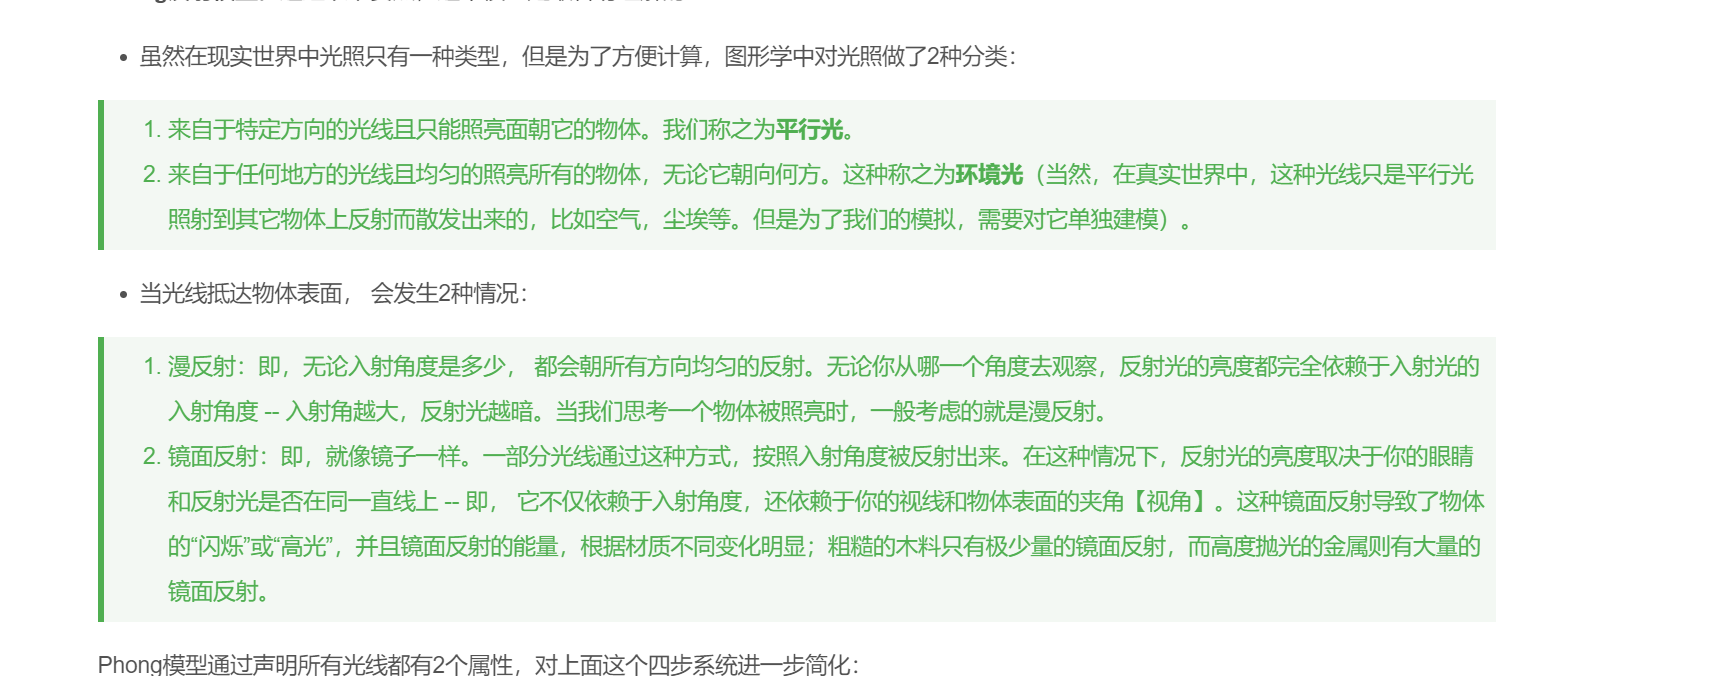 虽然在现实世界中光照只有一种类型，但是为了方便计算，图形学中对光照做了2种分类：
1. 来自于特定方向的光线且只能照亮面朝它的物体。我们称之为平行光。
2. 来自于任何地方的光线且均匀的照亮所有的物体，无论它朝向何方。这种称之为环境光（当然，在真实世界中，这种光线只是平行光
照射到其它物体上反射而散发出来的，比如空气，尘埃等。但是为了我们的模拟，需要对它单独建模）。
当光线抵达物体表面， 会发生2种情况：
1. 漫反射：即，无论入射角度是多少， 都会朝所有方向均匀的反射。无论你从哪一个角度去观察，反射光的亮度都完全依赖于入射光的
入射角度 -- 入射角越大，反射光越暗。当我们思考一个物体被照亮时，一般考虑的就是漫反射。
2. 镜面反射：即，就像镜子一样。一部分光线通过这种方式，按照入射角度被反射出来。在这种情况下，反射光的亮度取决于你的眼睛
和反射光是否在同一直线上 -- 即， 它不仅依赖于入射角度，还依赖于你的视线和物体表面的夹角【视角】。这种镜面反射导致了物体
的“闪烁”或“高光”，并且镜面反射的能量，根据材质不同变化明显；粗糙的木料只有极少量的镜面反射，而高度抛光的金属则有大量的
镜面反射。
Phong模型通过声明所有光线都有2个属性，对上面这个四步系统进一步简化：